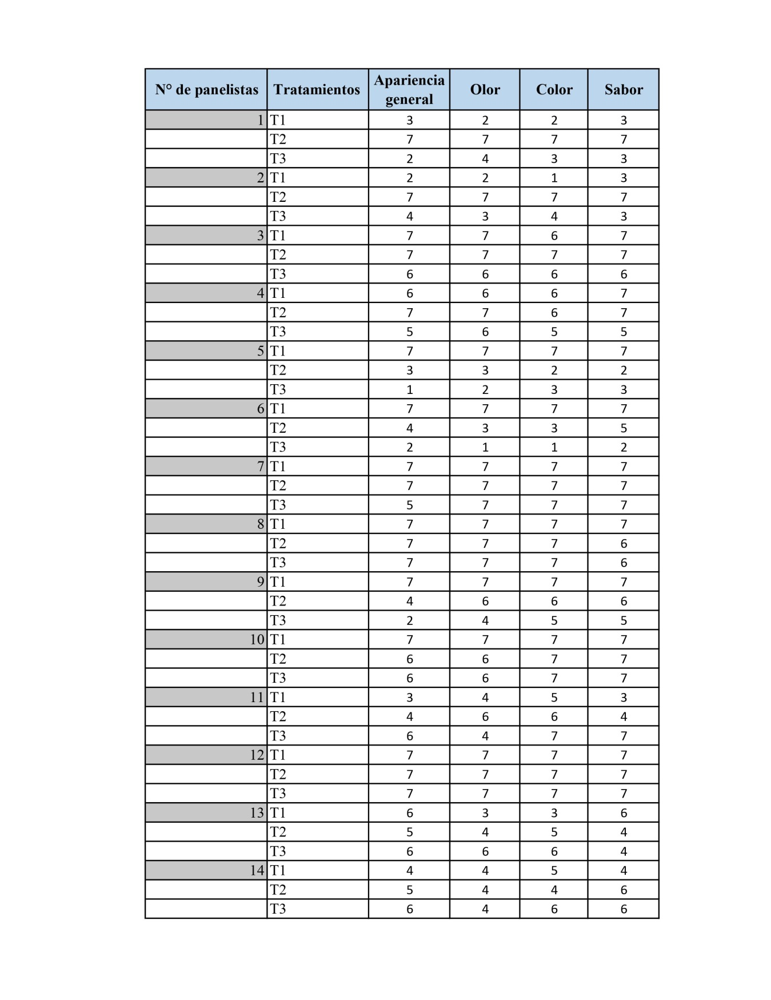 N° de panelistas Tratamientos Apariencia general Olor Color Sabor
1 T1 3 2 2 3
T2 7 7 7 7
T3 2 4 3 3
2 T1 2 2 1 3
T2 7 7 7 7
T3 4 3 4 3
3 T1 7 7 6 7
T2 7 7 7 7
T3 6 6 6 6
4 T1 6 6 6 7
T2 7 7 6 7
T3 5 6 5 5
5 T1 7 7 7 7
T2 3 3 2 2
T3 1 2 3 3
6 T1 7 7 7 7
T2 4 3 3 5
T3 2 1 1 2
7 T1 7 7 7 7
T2 7 7 7 7
T3 5 7 7 7
8 T1 7 7 7 7
T2 7 7 7 6
T3 7 7 7 6
9 T1 7 7 7 7
T2 4 6 6 6
T3 2 4 5 5
10 T1 7 7 7 7
T2 6 6 7 7
T3 6 6 7 7
11 T1 3 4 5 3
T2 4 6 6 4
T3 6 4 7 7
12 T1 7 7 7 7
T2 7 7 7 7
T3 7 7 7 7
13 T1 6 3 3 6
T2 5 4 5 4
T3 6 6 6 4
14 T1 4 4 5 4
T2 5 4 4 6
T3 6 4 6 6